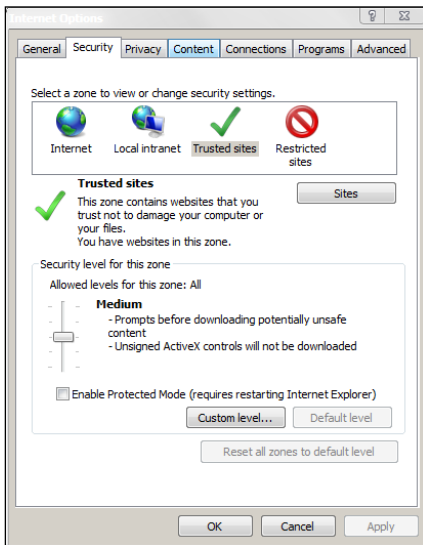 Internet Options
General Security Privacy Content Connections Programs Advanced
Select a zone to view or change security settings.
Internet Local intranet Trusted sites Restricted
sites
Trusted sites
Sites
This zone contains websites that you
trust not to damage your computer or
your files.
You have websites in this zone.
Security level for this zone
Allowed levels for this zone: All
Medium
- Prompts before downloading potentially unsafe
content
- Unsigned ActiveX controls will not be downloaded
Enable Protected Mode (requires restarting Internet Explorer)
Custom level... Default level
Reset all zones to default level
OK Cancel Apply